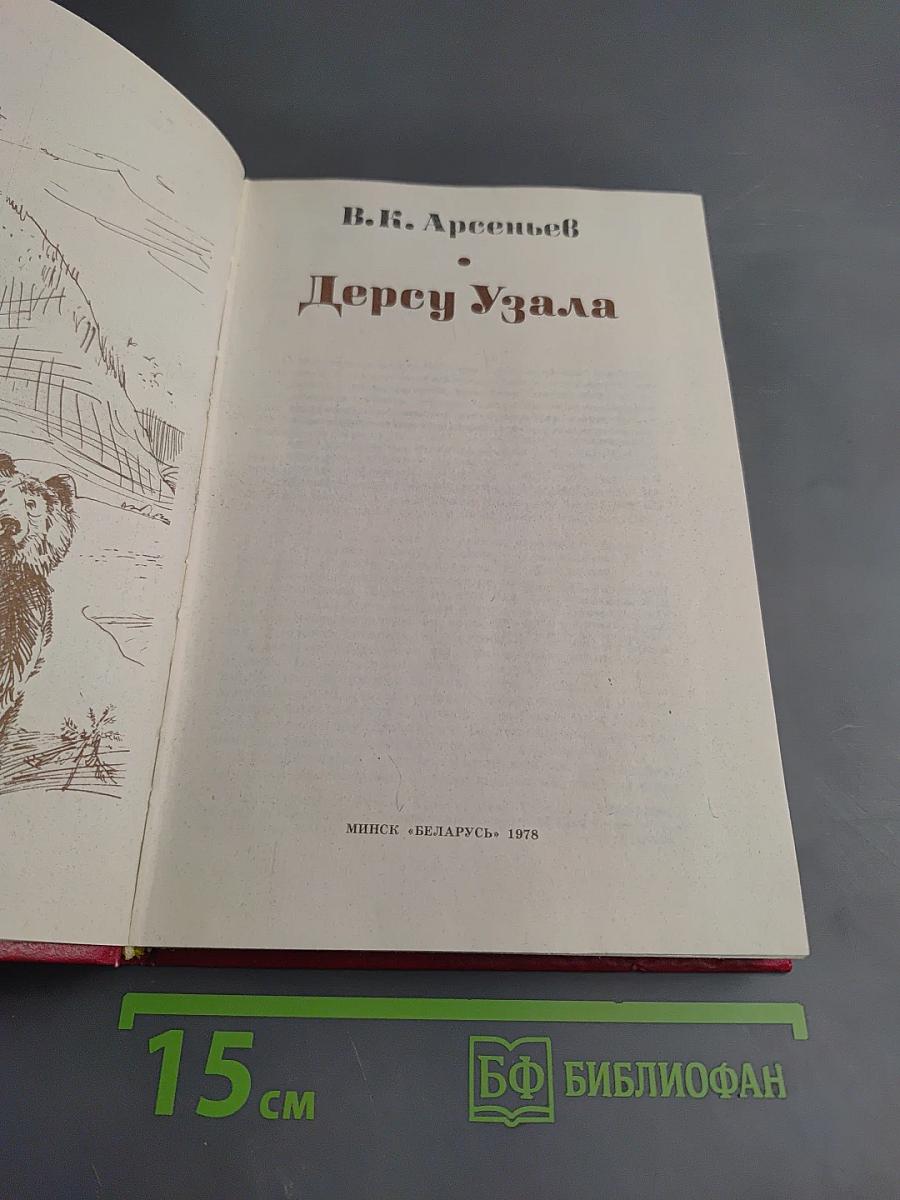 В.К. Арсеньев
Дерсу Узала
МИНСК «БЕЛАРУСЬ» 1978
15 см
БФ БИБЛИОФАН